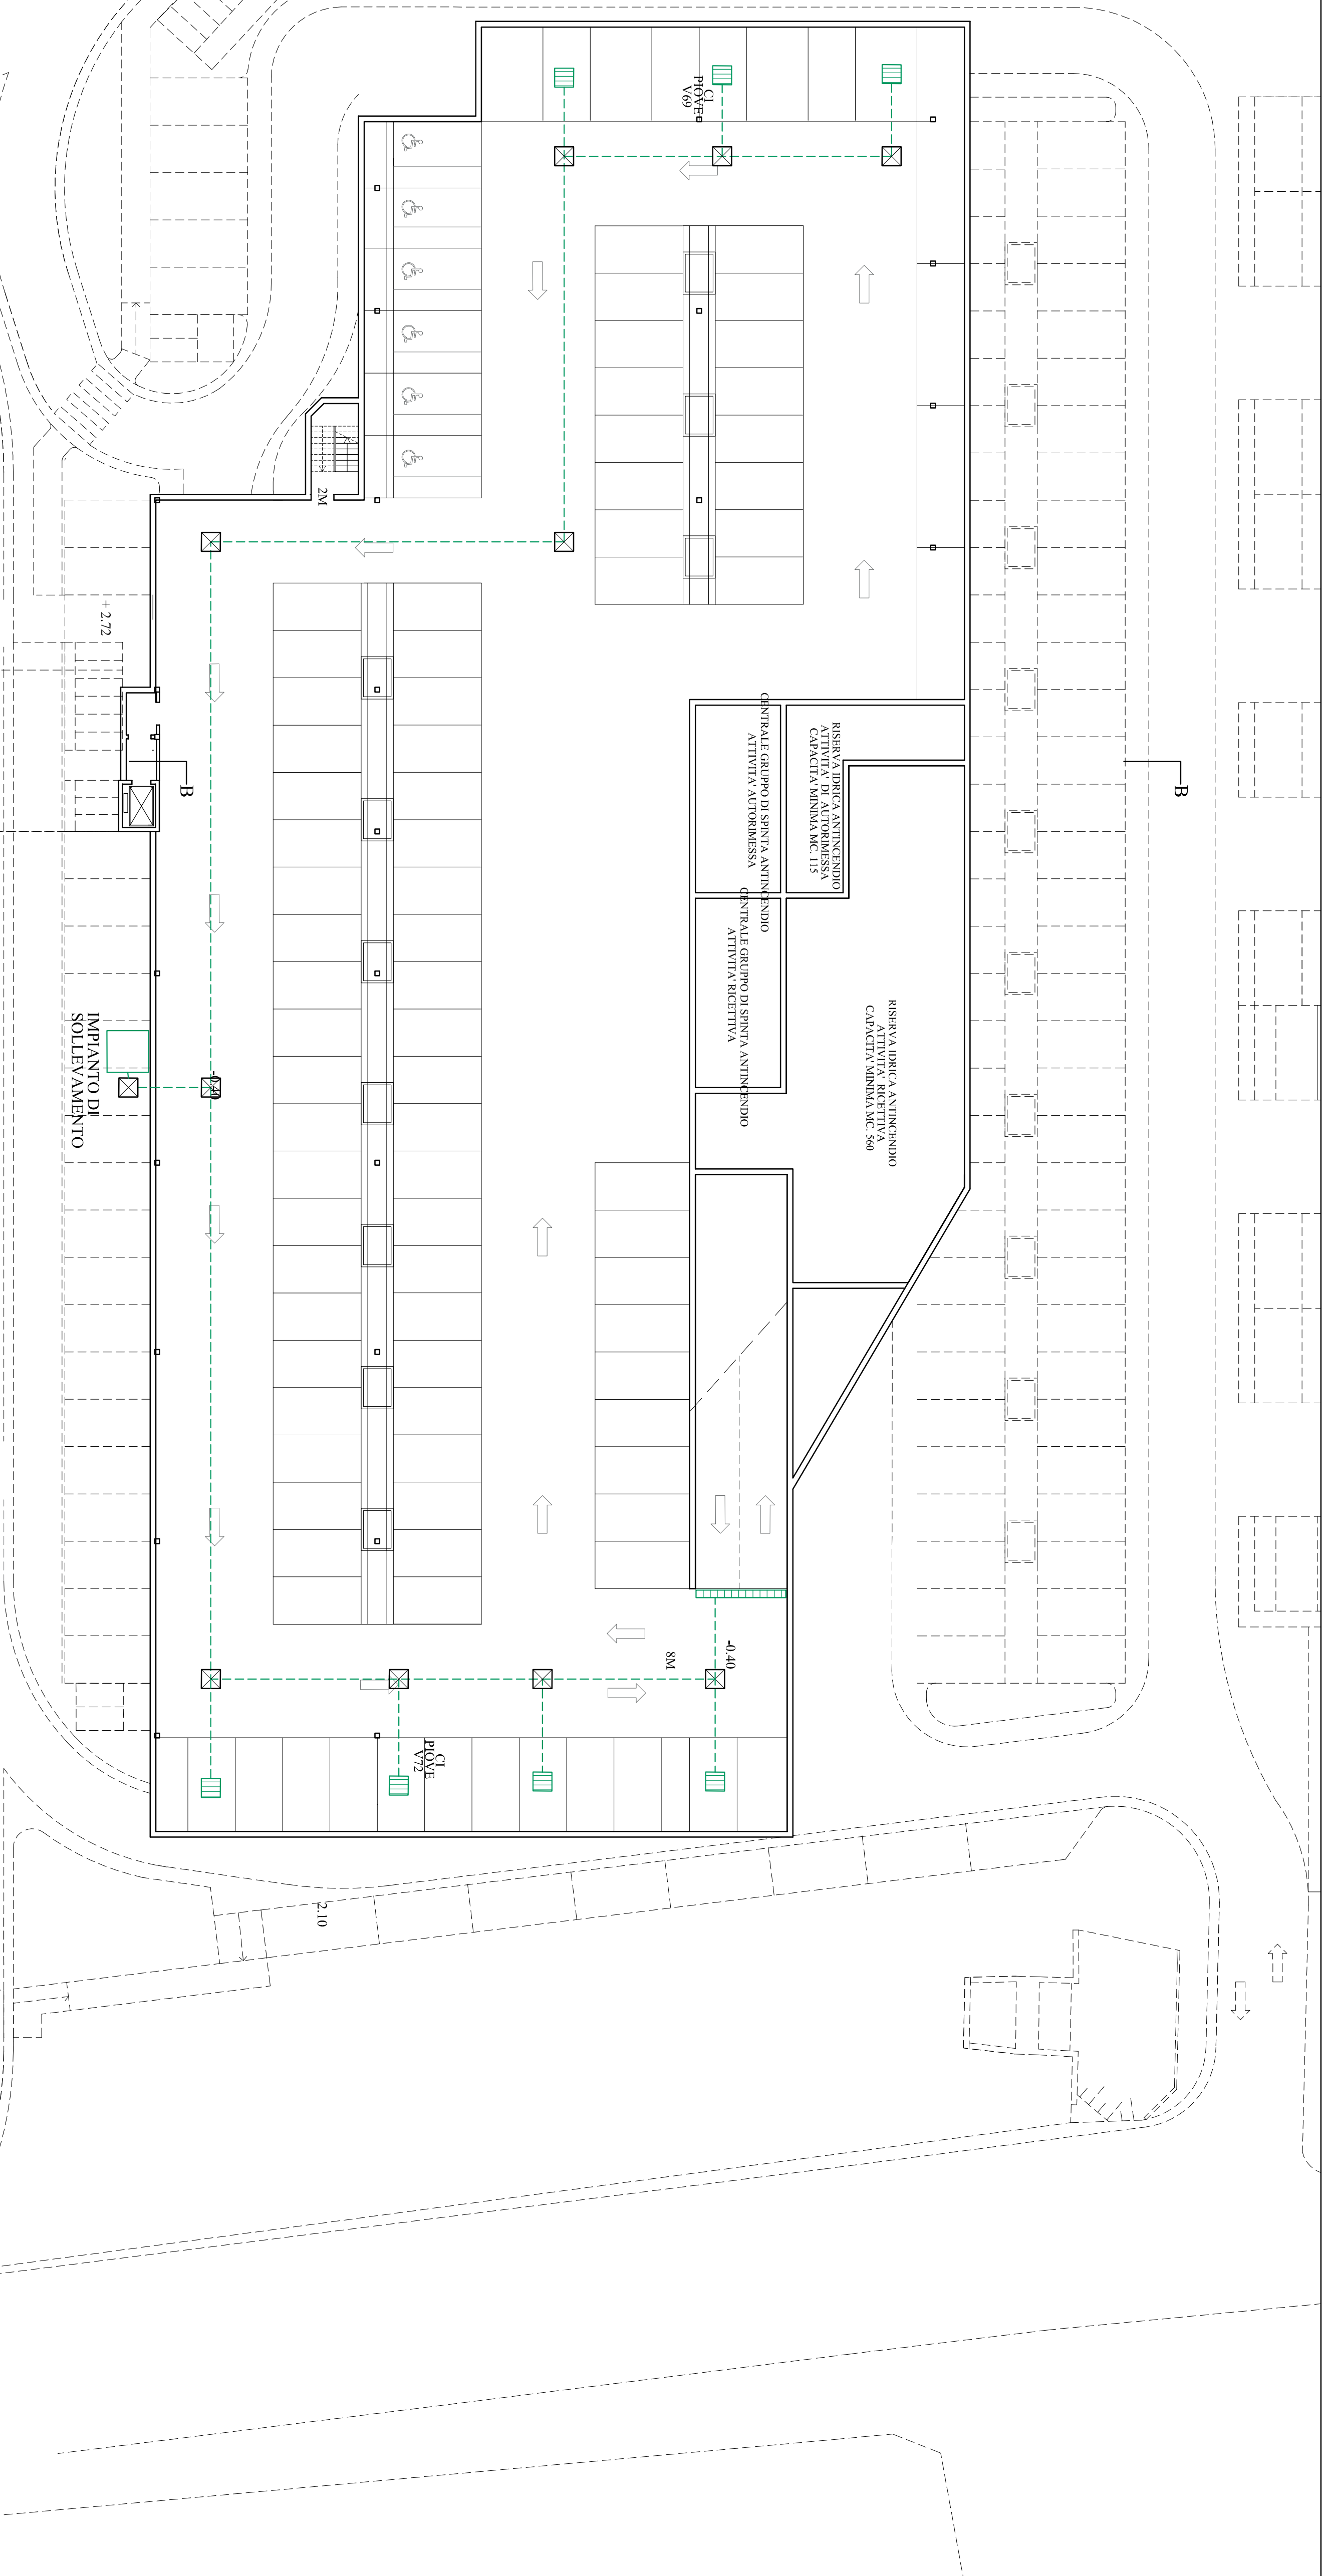 CI
PIOVE
V69
2M
+ 2.72
RISERVA IDRICA ANTINCENDIO
ATTIVITA' DI AUTORIMESSA
CAPACITA' MINIMA MC. 115
CENTRALE GRUPPO DI SPINTA ANTINCENDIO
ATTIVITA' AUTORIMESSA
B
B
CENTRALE GRUPPO DI SPINTA ANTINCENDIO
ATTIVITA' RICETTIVA
RISERVA IDRICA ANTINCENDIO
ATTIVITA' RICETTIVA
CAPACITA' MINIMA MC. 560
IMPIANTO DI
SOLLEVAMENTO
-0.40
-0.40
8M
CI
PIOVE
V72
2.10